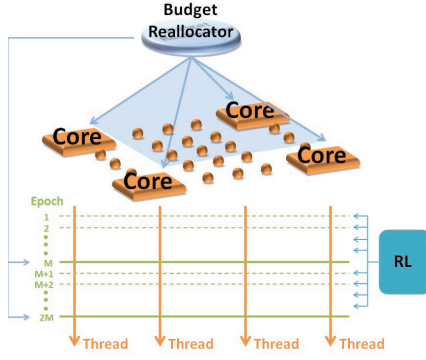 Budget
Reallocator
Core
Core
Core
Core
Epoch
1
2
M
M+1
M+2
2M
RL
Thread
Thread
Thread
Thread